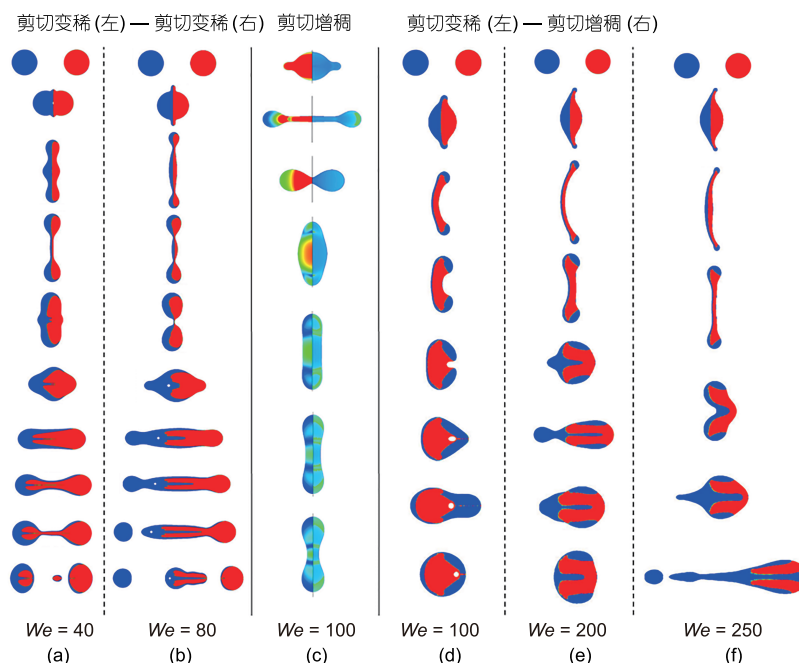 剪切变稀 (左) — 剪切变稀 (右) 剪切增稠 剪切变稀 (左) — 剪切增稠 (右)
We = 40 We = 80 We = 100 We = 100 We = 200 We = 250
(a) (b) (c) (d) (e) (f)